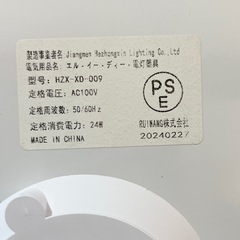 製造事業者名 Jiangmen Hezhongxin Lighting Co.,Ltd
電気用品名: エル・イー・ディー・電灯器具
型号: HZX-XD-009
定格電圧: AC100V
定格周波数: 50/60Hz
定格消費電力: 24W
MADE IN CHINA
PS
E
RUIWANG株式会社
20240227